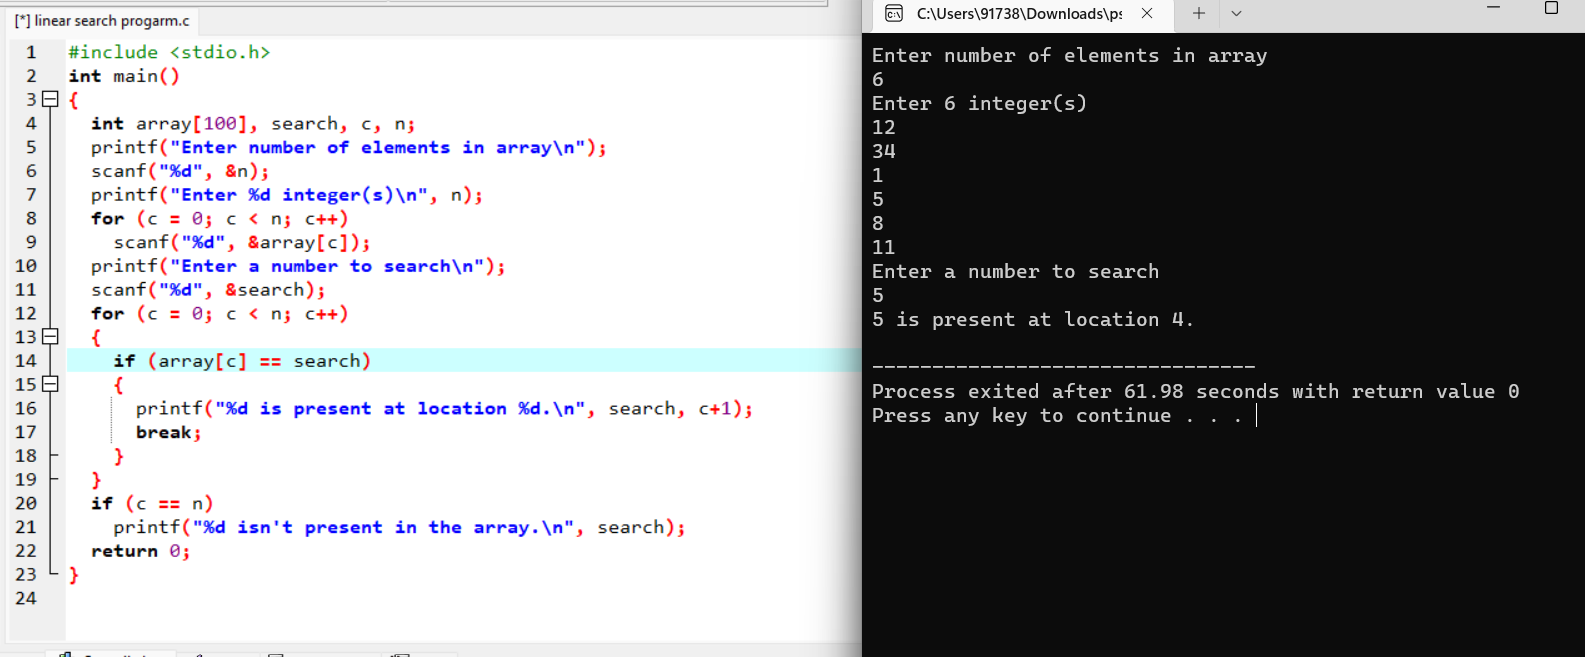 [*] linear search progarm.c
1 #include <stdio.h>
2 int main()
3 {
4 int array[100], search, c, n;
5 printf("Enter number of elements in array\n");
6 scanf("%d", &n);
7 printf("Enter %d integer(s)\n", n);
8 for (c = 0; c < n; c++)
9 scanf("%d", &array[c]);
10 printf("Enter a number to search\n");
11 scanf("%d", &search);
12 for (c = 0; c < n; c++)
13 {
14 if (array[c] == search)
15 {
16 printf("%d is present at location %d.\n", search, c+1);
17 break;
18 }
19 }
20 if (c == n)
21 printf("%d isn't present in the array.\n", search);
22 return 0;
23 }
24
C:\Users\91738\Downloads\ps
Enter number of elements in array
6
Enter 6 integer(s)
12
34
1
5
8
11
Enter a number to search
5
5 is present at location 4.
--------------------------------
Process exited after 61.98 seconds with return value 0
Press any key to continue . . .